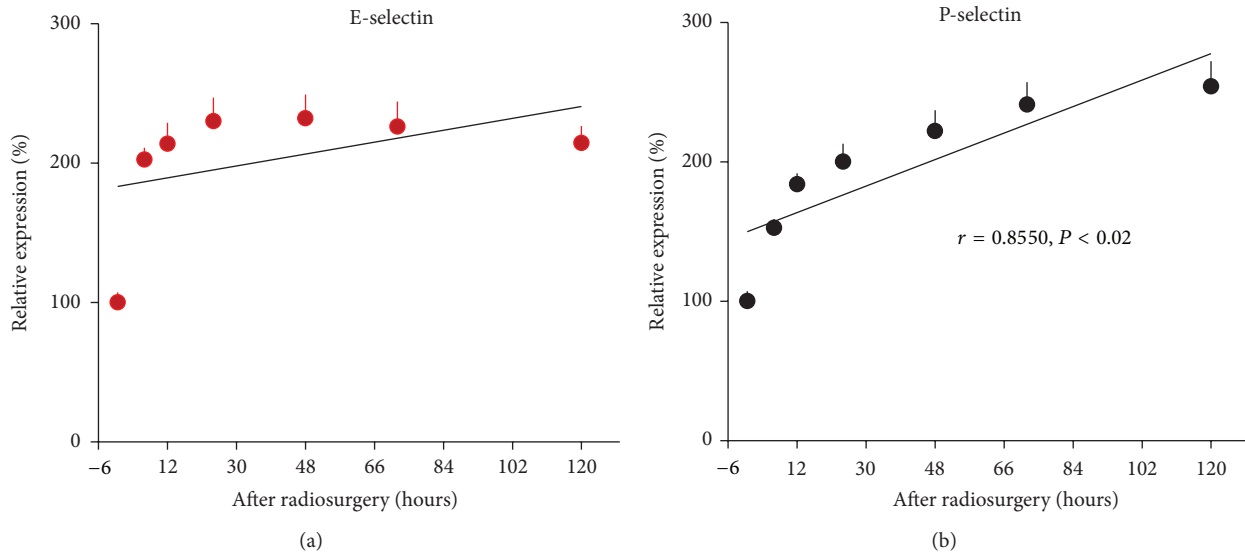 E-selectin
300
200
100
0
Relative expression (%)
−6 12 30 48 66 84 102 120
After radiosurgery (hours)
(a)
P-selectin
300
200
100
0
Relative expression (%)
r = 0.8550, P < 0.02
−6 12 30 48 66 84 102 120
After radiosurgery (hours)
(b)